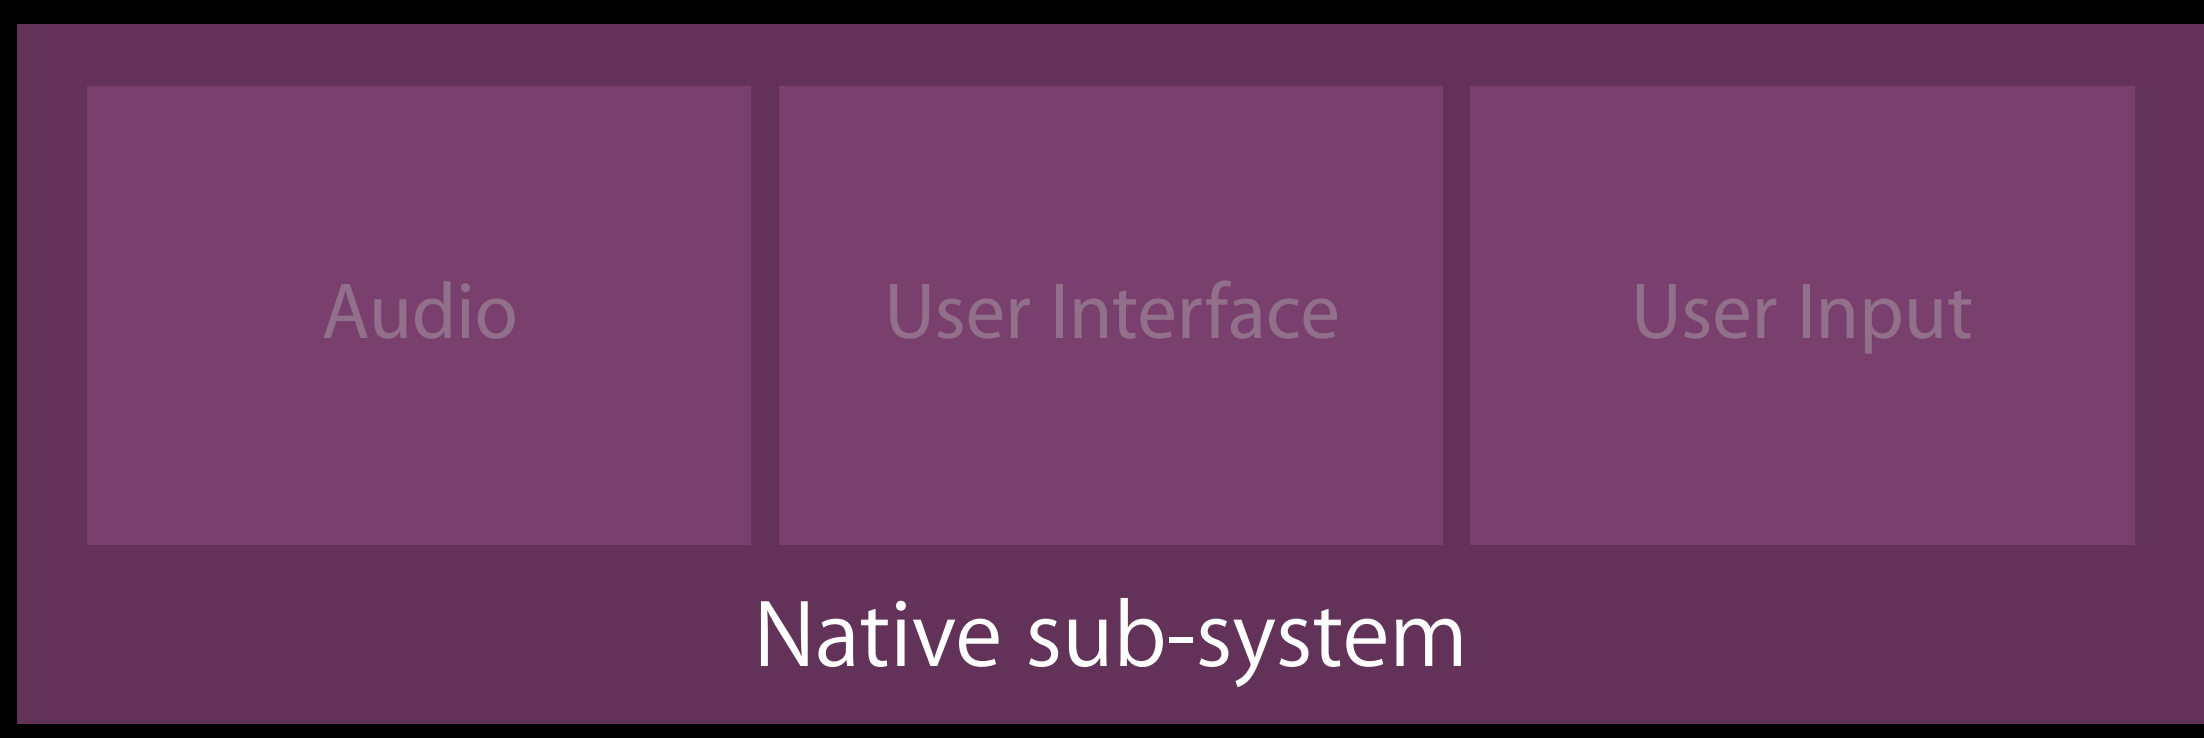 Audio
User Interface
User Input
Native sub-system